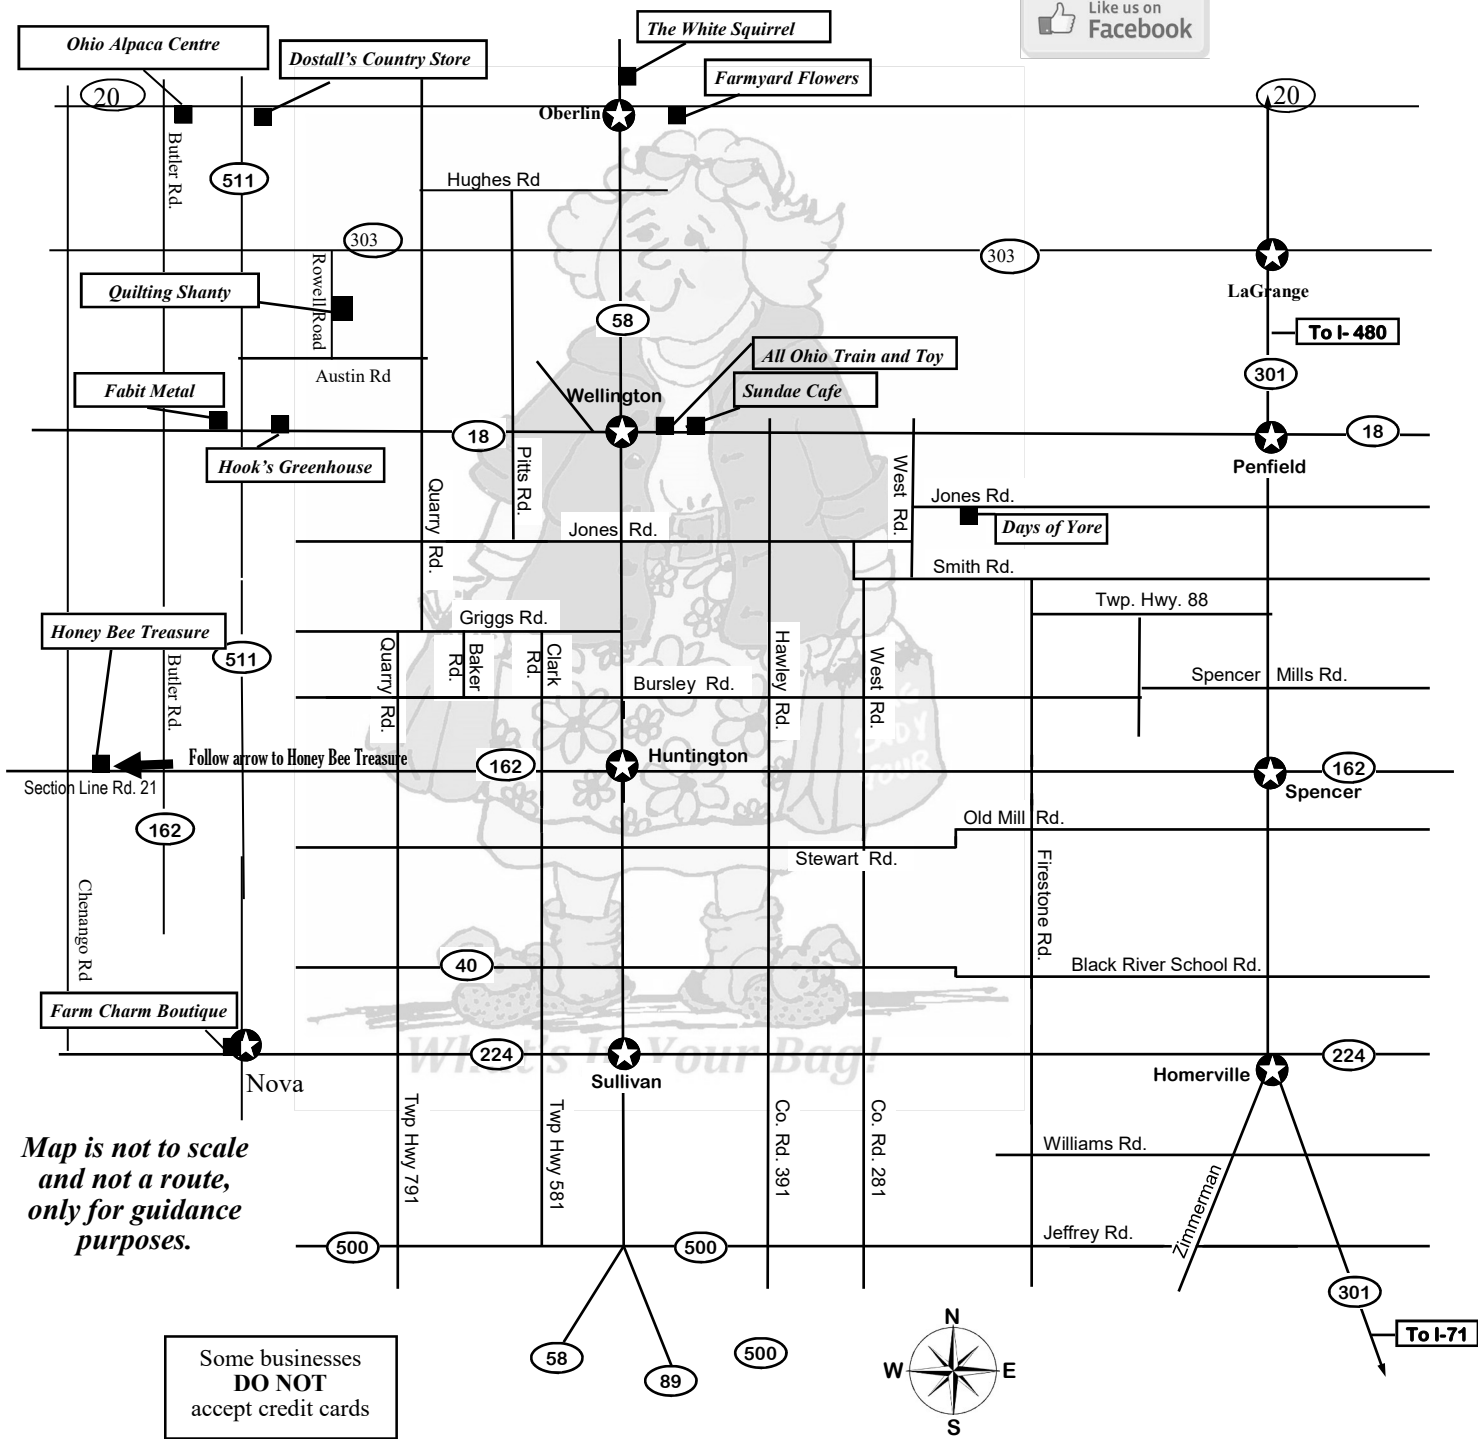 Like us on
Facebook
The White Squirrel
Ohio Alpaca Centre
Dostall's Country Store
Farmyard Flowers
20
20
Oberlin
Butler Rd.
511
Hughes Rd
303
303
Rowell Road
Quilting Shanty
LaGrange
58
To I- 480
All Ohio Train and Toy
Austin Rd
301
Fabit Metal
Wellington
Sundae Cafe
18
18
Hook's Greenhouse
Penfield
Pitts Rd.
West Rd.
Quarry Rd.
Jones Rd.
Jones Rd.
Days of Yore
Smith Rd.
Twp. Hwy. 88
Griggs Rd.
Honey Bee Treasure
511
Butler Rd.
Quarry Rd.
Baker Rd.
Clark Rd.
Hawley Rd.
West Rd.
Bursley Rd.
Spencer Mills Rd.
Follow arrow to Honey Bee Treasure
162
Huntington
162
Section Line Rd. 21
Spencer
162
Old Mill Rd.
Stewart Rd.
Firestone Rd.
Chenango Rd
40
Black River School Rd.
Farm Charm Boutique
What's In Your Bag!
224
224
Nova
Sullivan
Homerville
Twp Hwy 791
Twp Hwy 581
Co. Rd. 391
Co. Rd. 281
Map is not to scale
and not a route,
only for guidance
purposes.
Williams Rd.
Zimmerman
500
500
Jeffrey Rd.
301
To I-71
58
89
500
N
W
E
S
Some businesses
DO NOT
accept credit cards